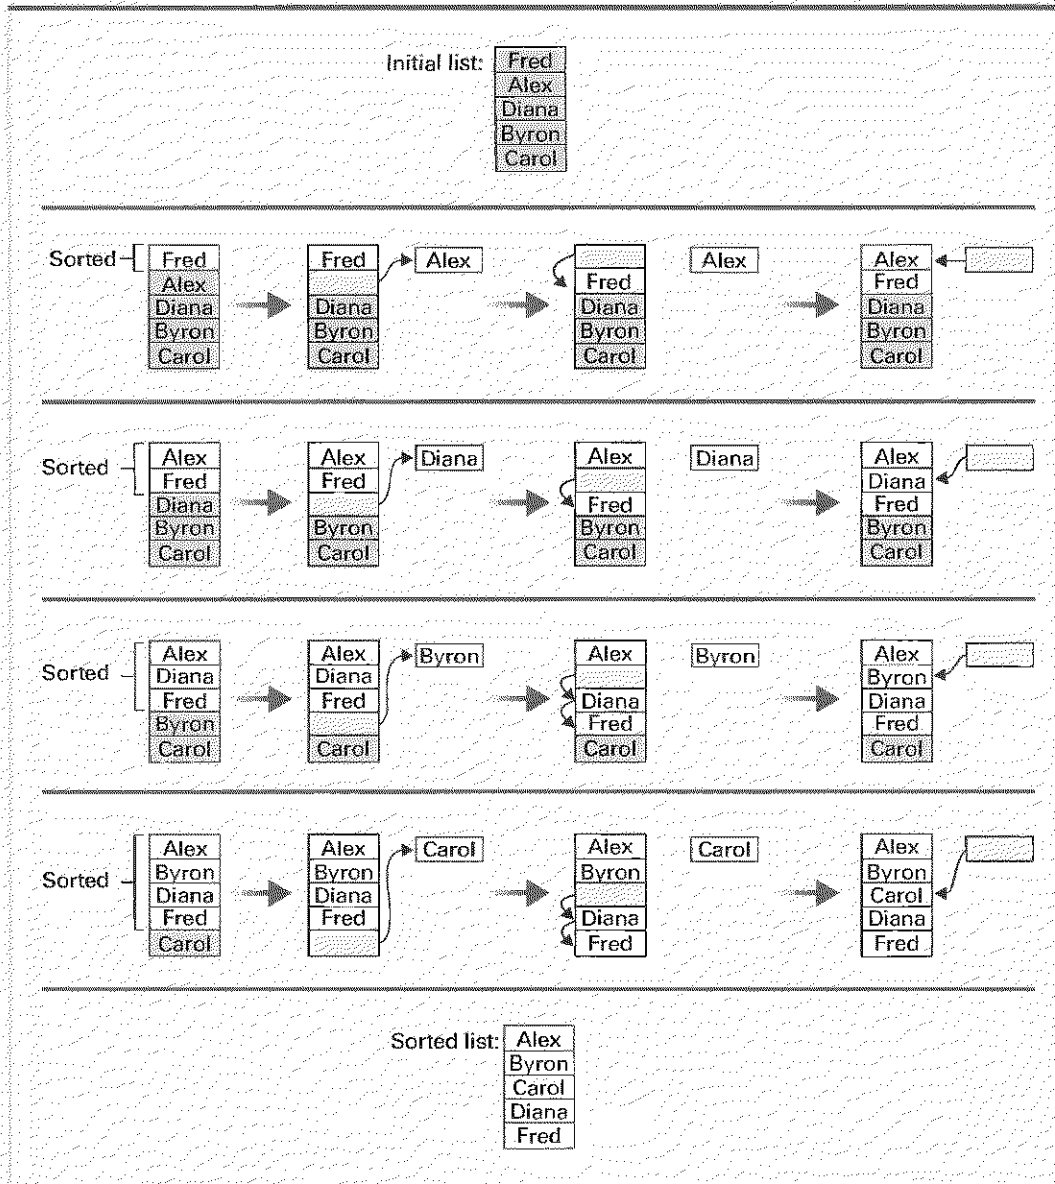 Initial list:
Fred
Alex
Diana
Byron
Carol
Sorted
Fred
Alex
Diana
Byron
Carol
Fred
Diana
Byron
Carol
Alex
Fred
Diana
Byron
Carol
Alex
Alex
Fred
Diana
Byron
Carol
Sorted
Alex
Fred
Diana
Byron
Carol
Alex
Fred
Byron
Carol
Diana
Alex
Fred
Byron
Carol
Diana
Alex
Diana
Fred
Byron
Carol
Sorted
Alex
Diana
Fred
Byron
Carol
Alex
Diana
Fred
Carol
Byron
Alex
Diana
Fred
Carol
Byron
Alex
Byron
Diana
Fred
Carol
Sorted
Alex
Byron
Diana
Fred
Carol
Alex
Byron
Diana
Fred
Carol
Alex
Byron
Diana
Fred
Carol
Alex
Byron
Carol
Diana
Fred
Sorted list:
Alex
Byron
Carol
Diana
Fred